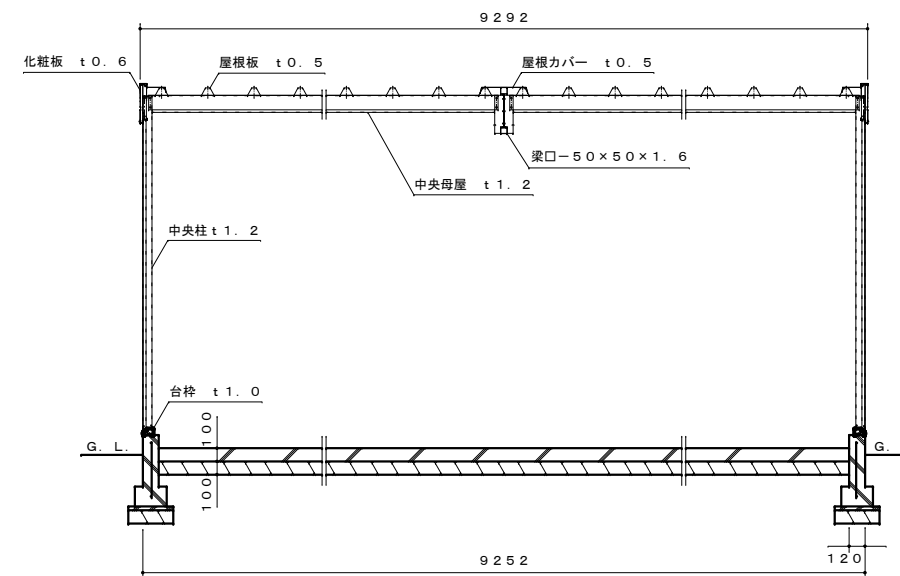 ９２９２
化粧板　ｔ０．６
屋根板　ｔ０．５
屋根カバー　ｔ０．５
梁口－５０×５０×１．６
中央母屋　ｔ１．２
中央柱ｔ１．２
台枠　ｔ１．０
１００
Ｇ．Ｌ．
Ｇ．
１００
１２０
９２５２